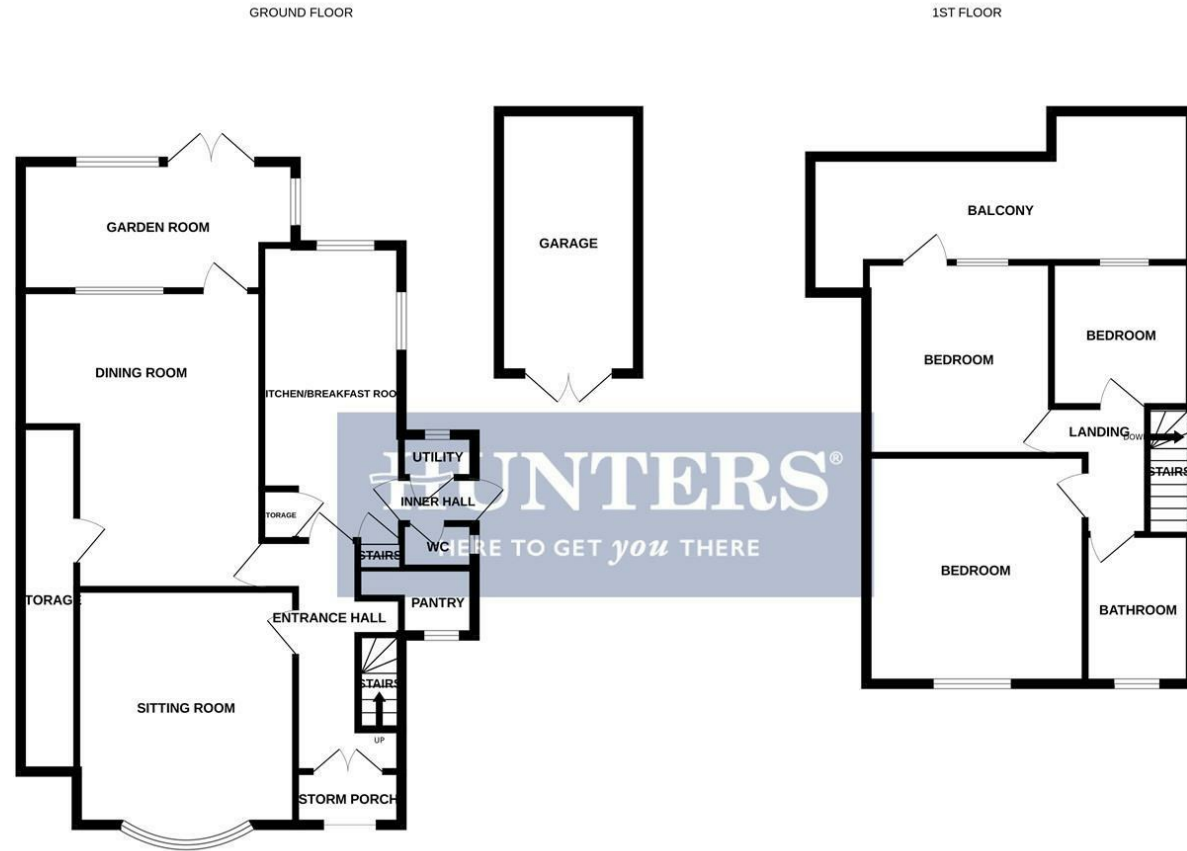 GROUND FLOOR
1ST FLOOR
GARDEN ROOM
GARAGE
BALCONY
DINING ROOM
BEDROOM
BEDROOM
ITCHEN/BREAKFAST ROO
LANDING
DOWN
STAIRS
UTILITY
INNER HALL
HUNTERS®
TORAGE
WC
HERE TO GET you THERE
STAIRS
TORAGE
PANTRY
ENTRANCE HALL
BEDROOM
BATHROOM
STAIRS
SITTING ROOM
UP
STORM PORCH